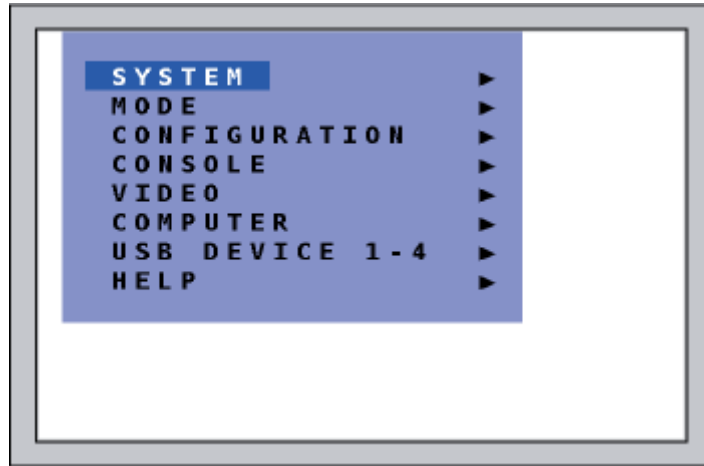 SYSTEM ►
MODE ►
CONFIGURATION ►
CONSOLE ►
VIDEO ►
COMPUTER ►
USB DEVICE 1-4 ►
HELP ►